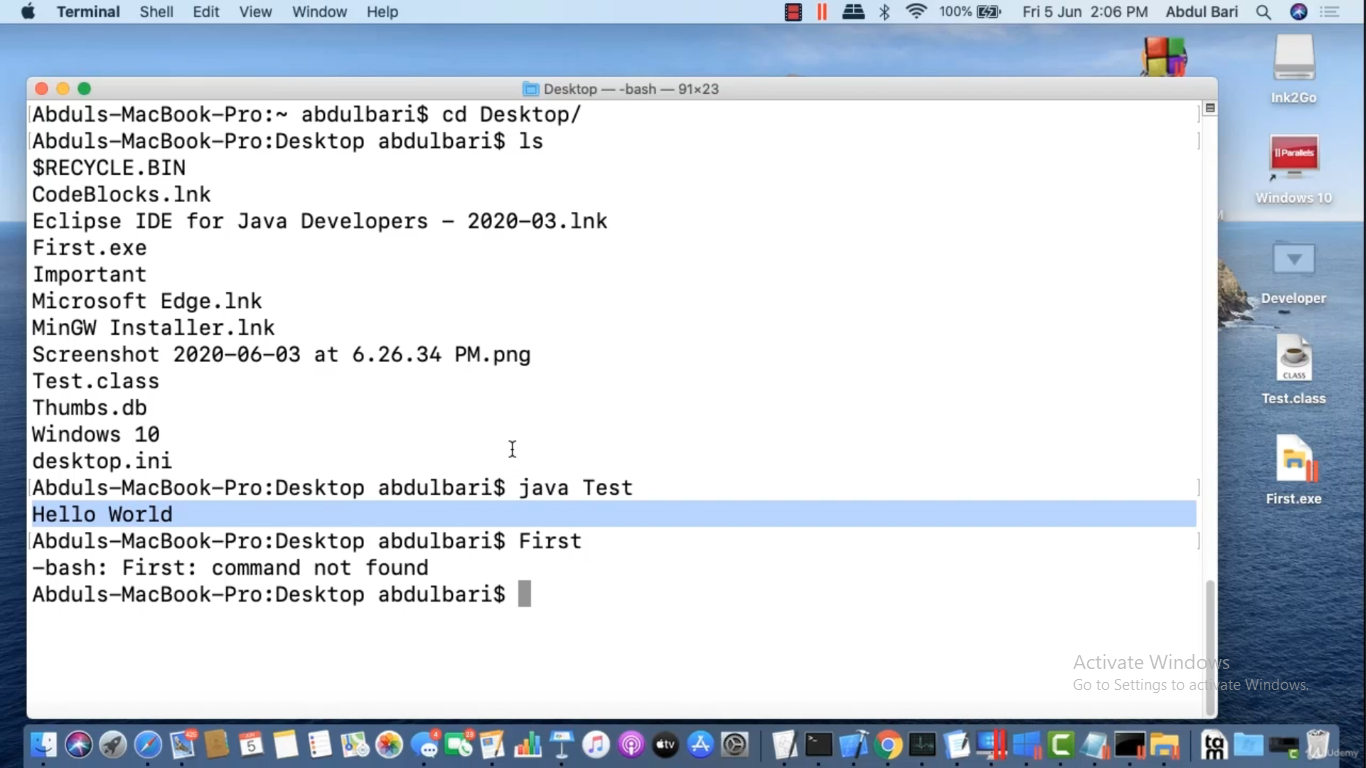 Terminal Shell Edit View Window Help 100% Fri 5 Jun 2:06 PM Abdul Bari
Desktop — -bash — 91×23
Abduls-MacBook-Pro:~ abdulbari$ cd Desktop/
Abduls-MacBook-Pro:Desktop abdulbari$ ls
$RECYCLE.BIN
CodeBlocks.lnk
Eclipse IDE for Java Developers - 2020-03.lnk
First.exe
Important
Microsoft Edge.lnk
MinGW Installer.lnk
Screenshot 2020-06-03 at 6.26.34 PM.png
Test.class
Thumbs.db
Windows 10
desktop.ini
Abduls-MacBook-Pro:Desktop abdulbari$ java Test
Hello World
Abduls-MacBook-Pro:Desktop abdulbari$ First
-bash: First: command not found
Abduls-MacBook-Pro:Desktop abdulbari$
Ink2Go
Parallels
Windows 10
Developer
CLASS
Test.class
First.exe
Activate Windows
Go to Settings to activate Windows.
tv
tam
Udemy